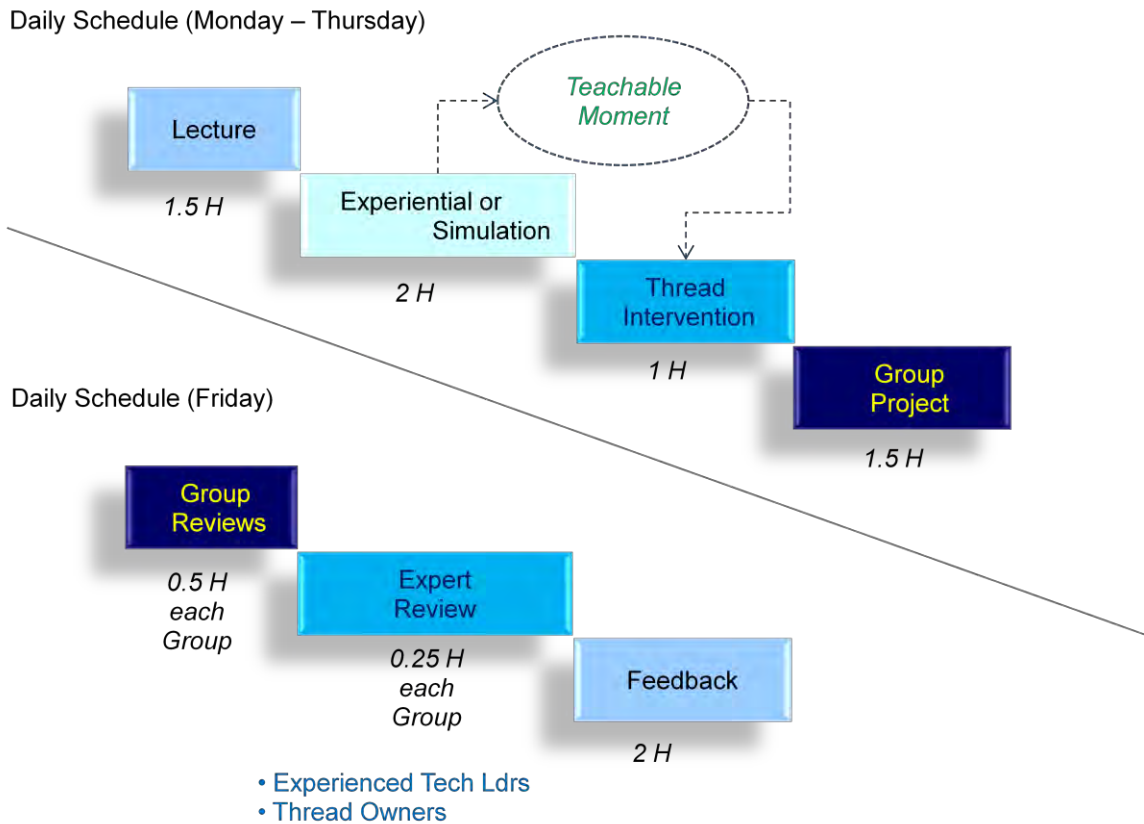 Daily Schedule (Monday – Thursday)
Teachable
Moment
Lecture
1.5 H
Experiential or
Simulation
2 H
Thread
Intervention
1 H
Group
Project
1.5 H
Daily Schedule (Friday)
Group
Reviews
0.5 H
each
Group
Expert
Review
0.25 H
each
Group
Feedback
2 H
• Experienced Tech Ldrs
• Thread Owners